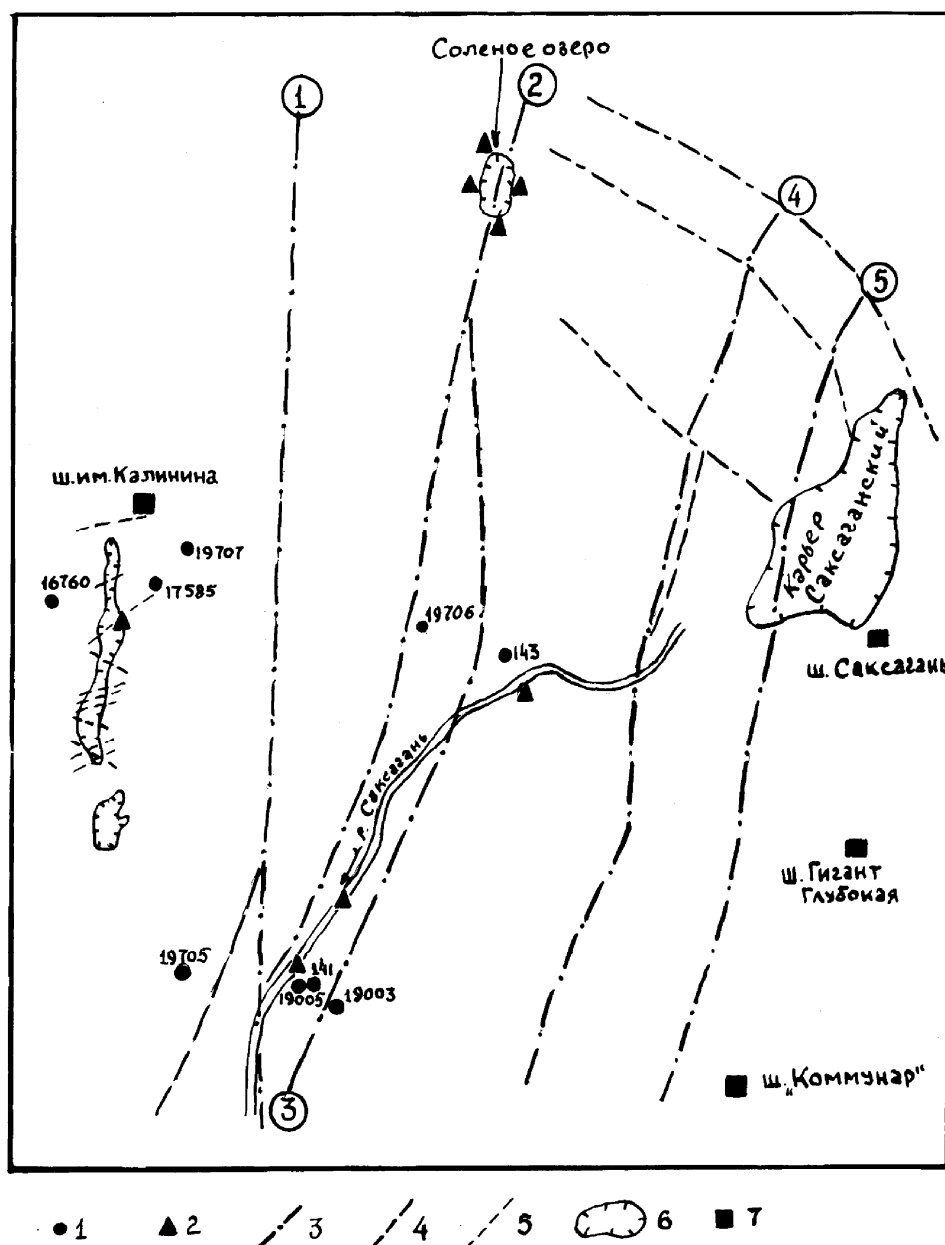 Соленое озеро
1
2
4
5
ш.им.Калинина
19707
16760
17585
19706
143
Карьер
Саксаганский
ш. Саксагань
р. Саксагань
ш. Гигант
Глубокая
19705
141
19005
19003
ш. „Коммунар"
3
1 2 3 4 5 6 7